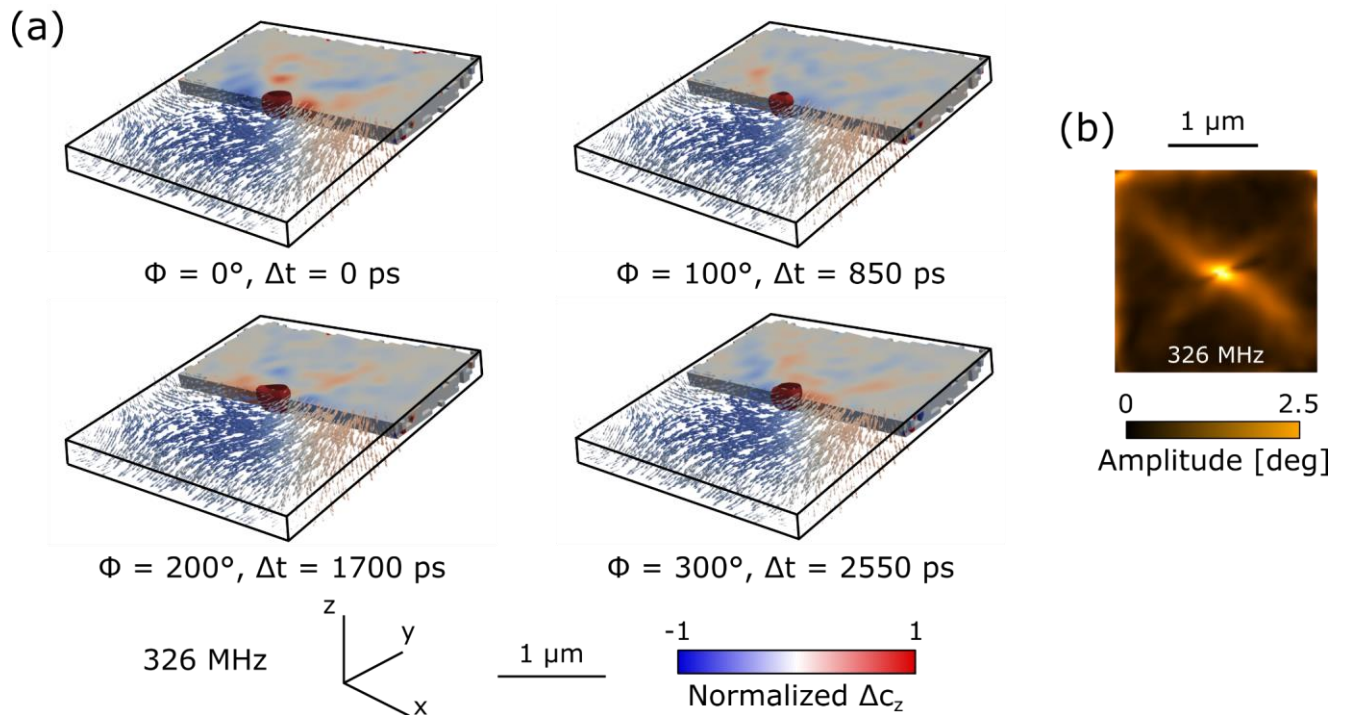 (a)
Φ = 0°, Δt = 0 ps
Φ = 100°, Δt = 850 ps
Φ = 200°, Δt = 1700 ps
Φ = 300°, Δt = 2550 ps
326 MHz
z
y
x
1 μm
-1 1
Normalized Δc_z
(b)
1 μm
326 MHz
0 2.5
Amplitude [deg]